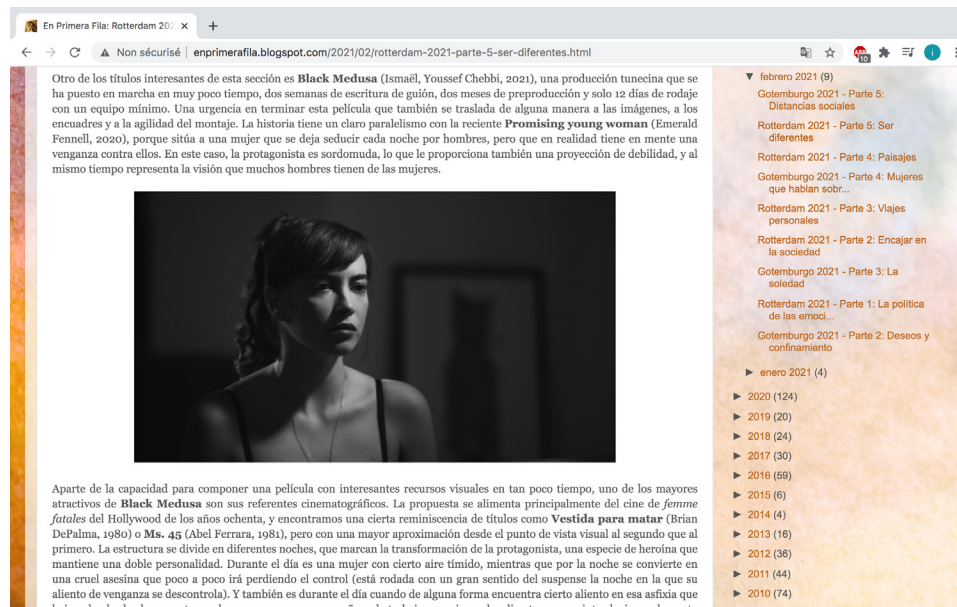 En Primera Fila: Rotterdam 202
Non sécurisé
enprimerafila.blogspot.com/2021/02/rotterdam-2021-parte-5-ser-diferentes.html
ABP
10
Otro de los títulos interesantes de esta sección es Black Medusa (Ismaël, Youssef Chebbi, 2021), una producción tunecina que se
ha puesto en marcha en muy poco tiempo, dos semanas de escritura de guión, dos meses de preproducción y solo 12 días de rodaje
con un equipo mínimo. Una urgencia en terminar esta película que también se traslada de alguna manera a las imágenes, a los
encuadres y a la agilidad del montaje. La historia tiene un claro paralelismo con la reciente Promising young woman (Emerald
Fennell, 2020), porque sitúa a una mujer que se deja seducir cada noche por hombres, pero que en realidad tiene en mente una
venganza contra ellos. En este caso, la protagonista es sordomuda, lo que le proporciona también una proyección de debilidad, y al
mismo tiempo representa la visión que muchos hombres tienen de las mujeres.
Aparte de la capacidad para componer una película con interesantes recursos visuales en tan poco tiempo, uno de los mayores
atractivos de Black Medusa son sus referentes cinematográficos. La propuesta se alimenta principalmente del cine de femme
fatales del Hollywood de los años ochenta, y encontramos una cierta reminiscencia de títulos como Vestida para matar (Brian
DePalma, 1980) o Ms. 45 (Abel Ferrara, 1981), pero con una mayor aproximación desde el punto de vista visual al segundo que al
primero. La estructura se divide en diferentes noches, que marcan la transformación de la protagonista, una especie de heroína que
mantiene una doble personalidad. Durante el día es una mujer con cierto aire tímido, mientras que por la noche se convierte en
una cruel asesina que poco a poco irá perdiendo el control (está rodada con un gran sentido del suspense la noche en la que su
aliento de venganza se descontrola). Y también es durante el día cuando de alguna forma encuentra cierto aliento en esa asfixia que
▼ febrero 2021 (9)
Gotemburgo 2021 - Parte 5:
Distancias sociales
Rotterdam 2021 - Parte 5: Ser
diferentes
Rotterdam 2021 - Parte 4: Paisajes
Gotemburgo 2021 - Parte 4: Mujeres
que hablan sobr...
Rotterdam 2021 - Parte 3: Viajes
personales
Rotterdam 2021 - Parte 2: Encajar en
la sociedad
Gotemburgo 2021 - Parte 3: La
soledad
Rotterdam 2021 - Parte 1: La política
de las emoci...
Gotemburgo 2021 - Parte 2: Deseos y
confinamiento
► enero 2021 (4)
► 2020 (124)
► 2019 (20)
► 2018 (24)
► 2017 (30)
► 2016 (59)
► 2015 (6)
► 2014 (4)
► 2013 (16)
► 2012 (36)
► 2011 (44)
► 2010 (74)